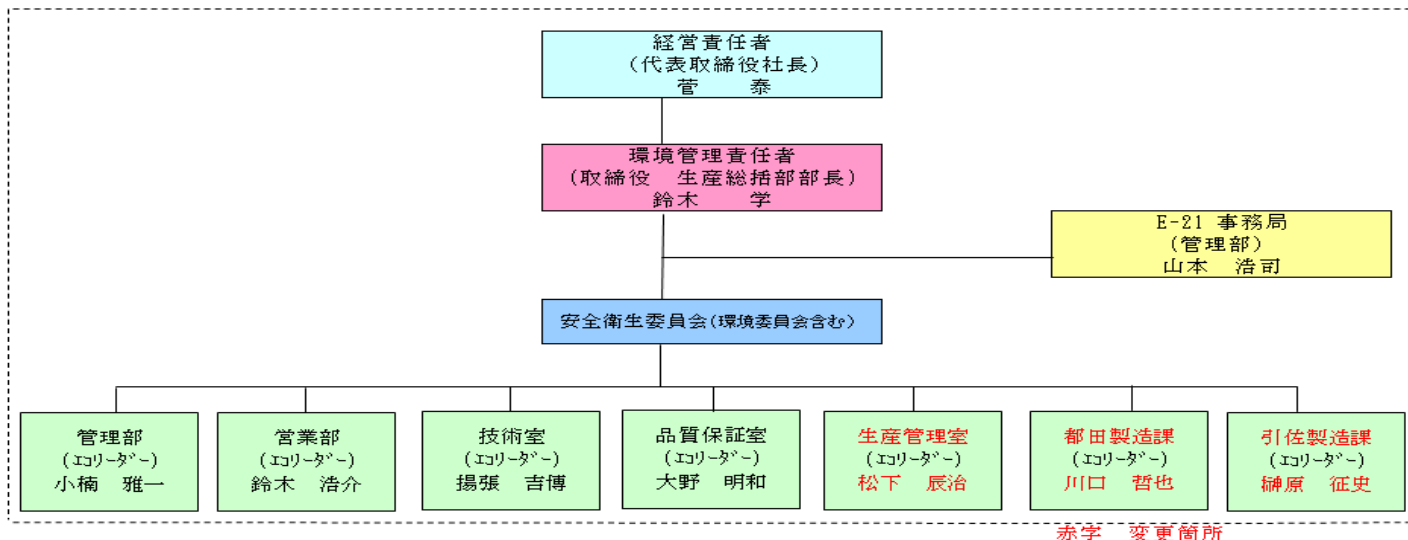 経営責任者
(代表取締役社長)
菅　　泰
環境管理責任者
(取締役　生産総括部部長)
鈴木　　学
E-21 事務局
(管理部)
山本　浩司
安全衛生委員会(環境委員会含む)
管理部
(ｴｺﾘｰﾀﾞｰ)
小楠　雅一
営業部
(ｴｺﾘｰﾀﾞｰ)
鈴木　浩介
技術室
(ｴｺﾘｰﾀﾞｰ)
揚張　吉博
品質保証室
(ｴｺﾘｰﾀﾞｰ)
大野　明和
生産管理室
(ｴｺﾘｰﾀﾞｰ)
松下　辰治
都田製造課
(ｴｺﾘｰﾀﾞｰ)
川口　哲也
引佐製造課
(ｴｺﾘｰﾀﾞｰ)
榊原　征史
赤字　変更箇所